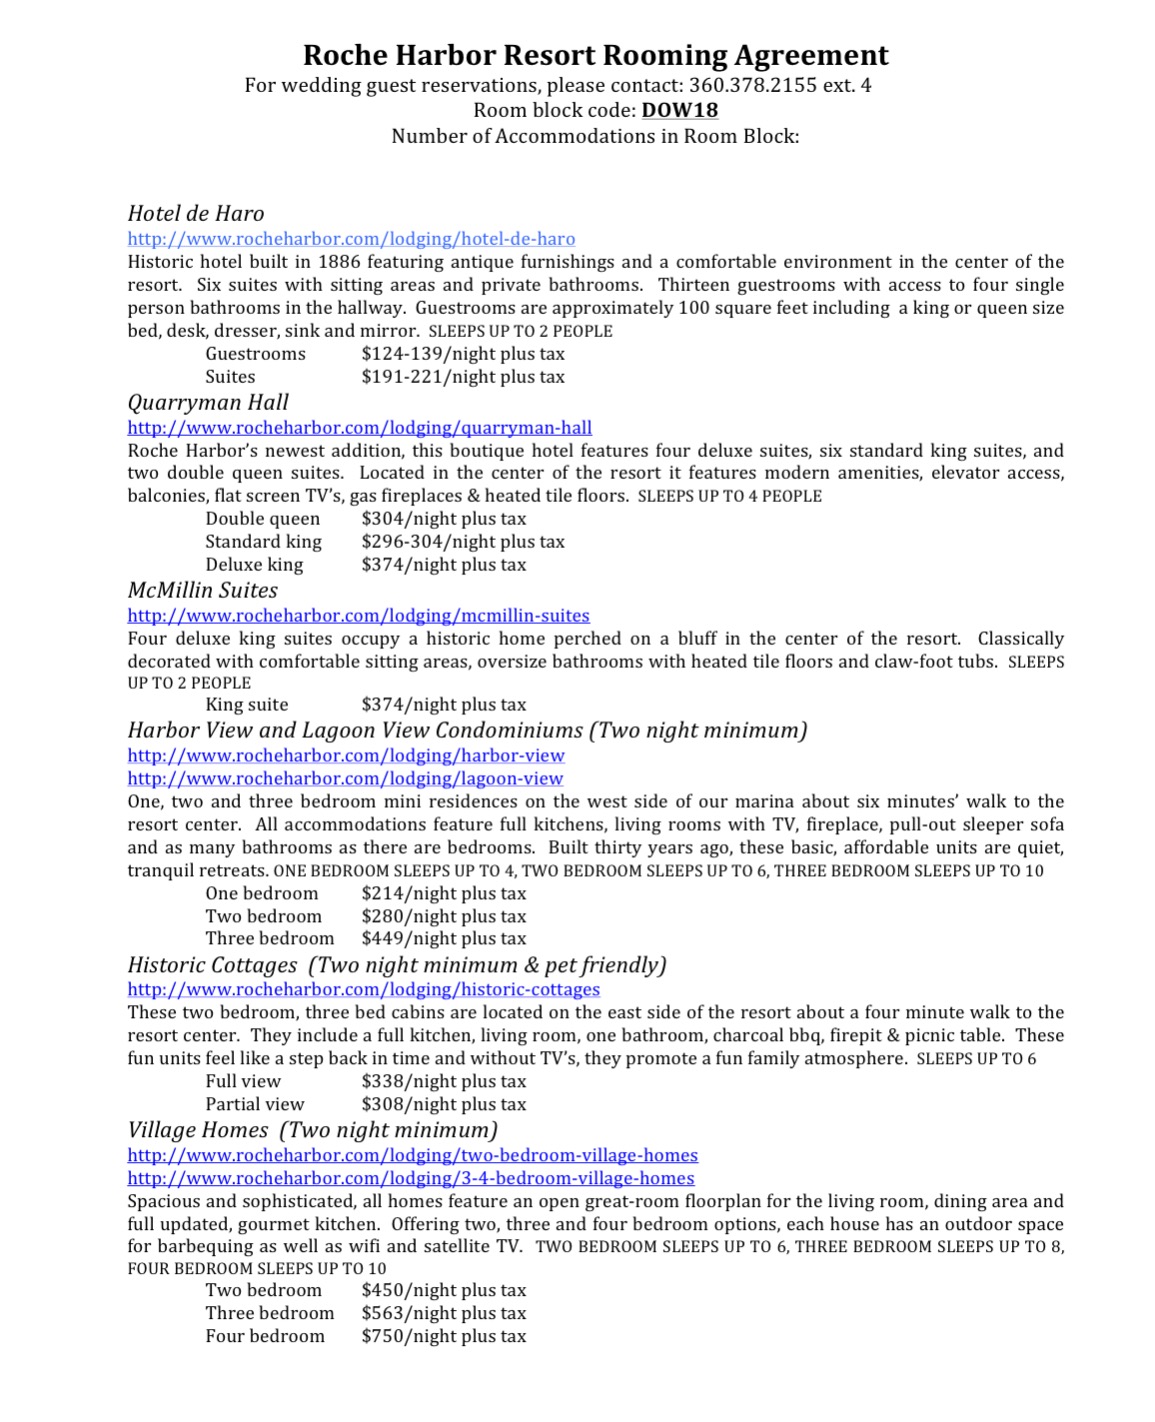 Roche Harbor Resort Rooming Agreement
For wedding guest reservations, please contact: 360.378.2155 ext. 4
Room block code: DOW18
Number of Accommodations in Room Block:
Hotel de Haro
http://www.rocheharbor.com/lodging/hotel-de-haro
Historic hotel built in 1886 featuring antique furnishings and a comfortable environment in the center of the
resort. Six suites with sitting areas and private bathrooms. Thirteen guestrooms with access to four single
person bathrooms in the hallway. Guestrooms are approximately 100 square feet including a king or queen size
bed, desk, dresser, sink and mirror. SLEEPS UP TO 2 PEOPLE
Guestrooms $124-139/night plus tax
Suites $191-221/night plus tax
Quarryman Hall
http://www.rocheharbor.com/lodging/quarryman-hall
Roche Harbor’s newest addition, this boutique hotel features four deluxe suites, six standard king suites, and
two double queen suites. Located in the center of the resort it features modern amenities, elevator access,
balconies, flat screen TV’s, gas fireplaces & heated tile floors. SLEEPS UP TO 4 PEOPLE
Double queen $304/night plus tax
Standard king $296-304/night plus tax
Deluxe king $374/night plus tax
McMillin Suites
http://www.rocheharbor.com/lodging/mcmillin-suites
Four deluxe king suites occupy a historic home perched on a bluff in the center of the resort. Classically
decorated with comfortable sitting areas, oversize bathrooms with heated tile floors and claw-foot tubs. SLEEPS
UP TO 2 PEOPLE
King suite $374/night plus tax
Harbor View and Lagoon View Condominiums (Two night minimum)
http://www.rocheharbor.com/lodging/harbor-view
http://www.rocheharbor.com/lodging/lagoon-view
One, two and three bedroom mini residences on the west side of our marina about six minutes’ walk to the
resort center. All accommodations feature full kitchens, living rooms with TV, fireplace, pull-out sleeper sofa
and as many bathrooms as there are bedrooms. Built thirty years ago, these basic, affordable units are quiet,
tranquil retreats. ONE BEDROOM SLEEPS UP TO 4, TWO BEDROOM SLEEPS UP TO 6, THREE BEDROOM SLEEPS UP TO 10
One bedroom $214/night plus tax
Two bedroom $280/night plus tax
Three bedroom $449/night plus tax
Historic Cottages (Two night minimum & pet friendly)
http://www.rocheharbor.com/lodging/historic-cottages
These two bedroom, three bed cabins are located on the east side of the resort about a four minute walk to the
resort center. They include a full kitchen, living room, one bathroom, charcoal bbq, firepit & picnic table. These
fun units feel like a step back in time and without TV’s, they promote a fun family atmosphere. SLEEPS UP TO 6
Full view $338/night plus tax
Partial view $308/night plus tax
Village Homes (Two night minimum)
http://www.rocheharbor.com/lodging/two-bedroom-village-homes
http://www.rocheharbor.com/lodging/3-4-bedroom-village-homes
Spacious and sophisticated, all homes feature an open great-room floorplan for the living room, dining area and
full updated, gourmet kitchen. Offering two, three and four bedroom options, each house has an outdoor space
for barbequing as well as wifi and satellite TV. TWO BEDROOM SLEEPS UP TO 6, THREE BEDROOM SLEEPS UP TO 8,
FOUR BEDROOM SLEEPS UP TO 10
Two bedroom $450/night plus tax
Three bedroom $563/night plus tax
Four bedroom $750/night plus tax